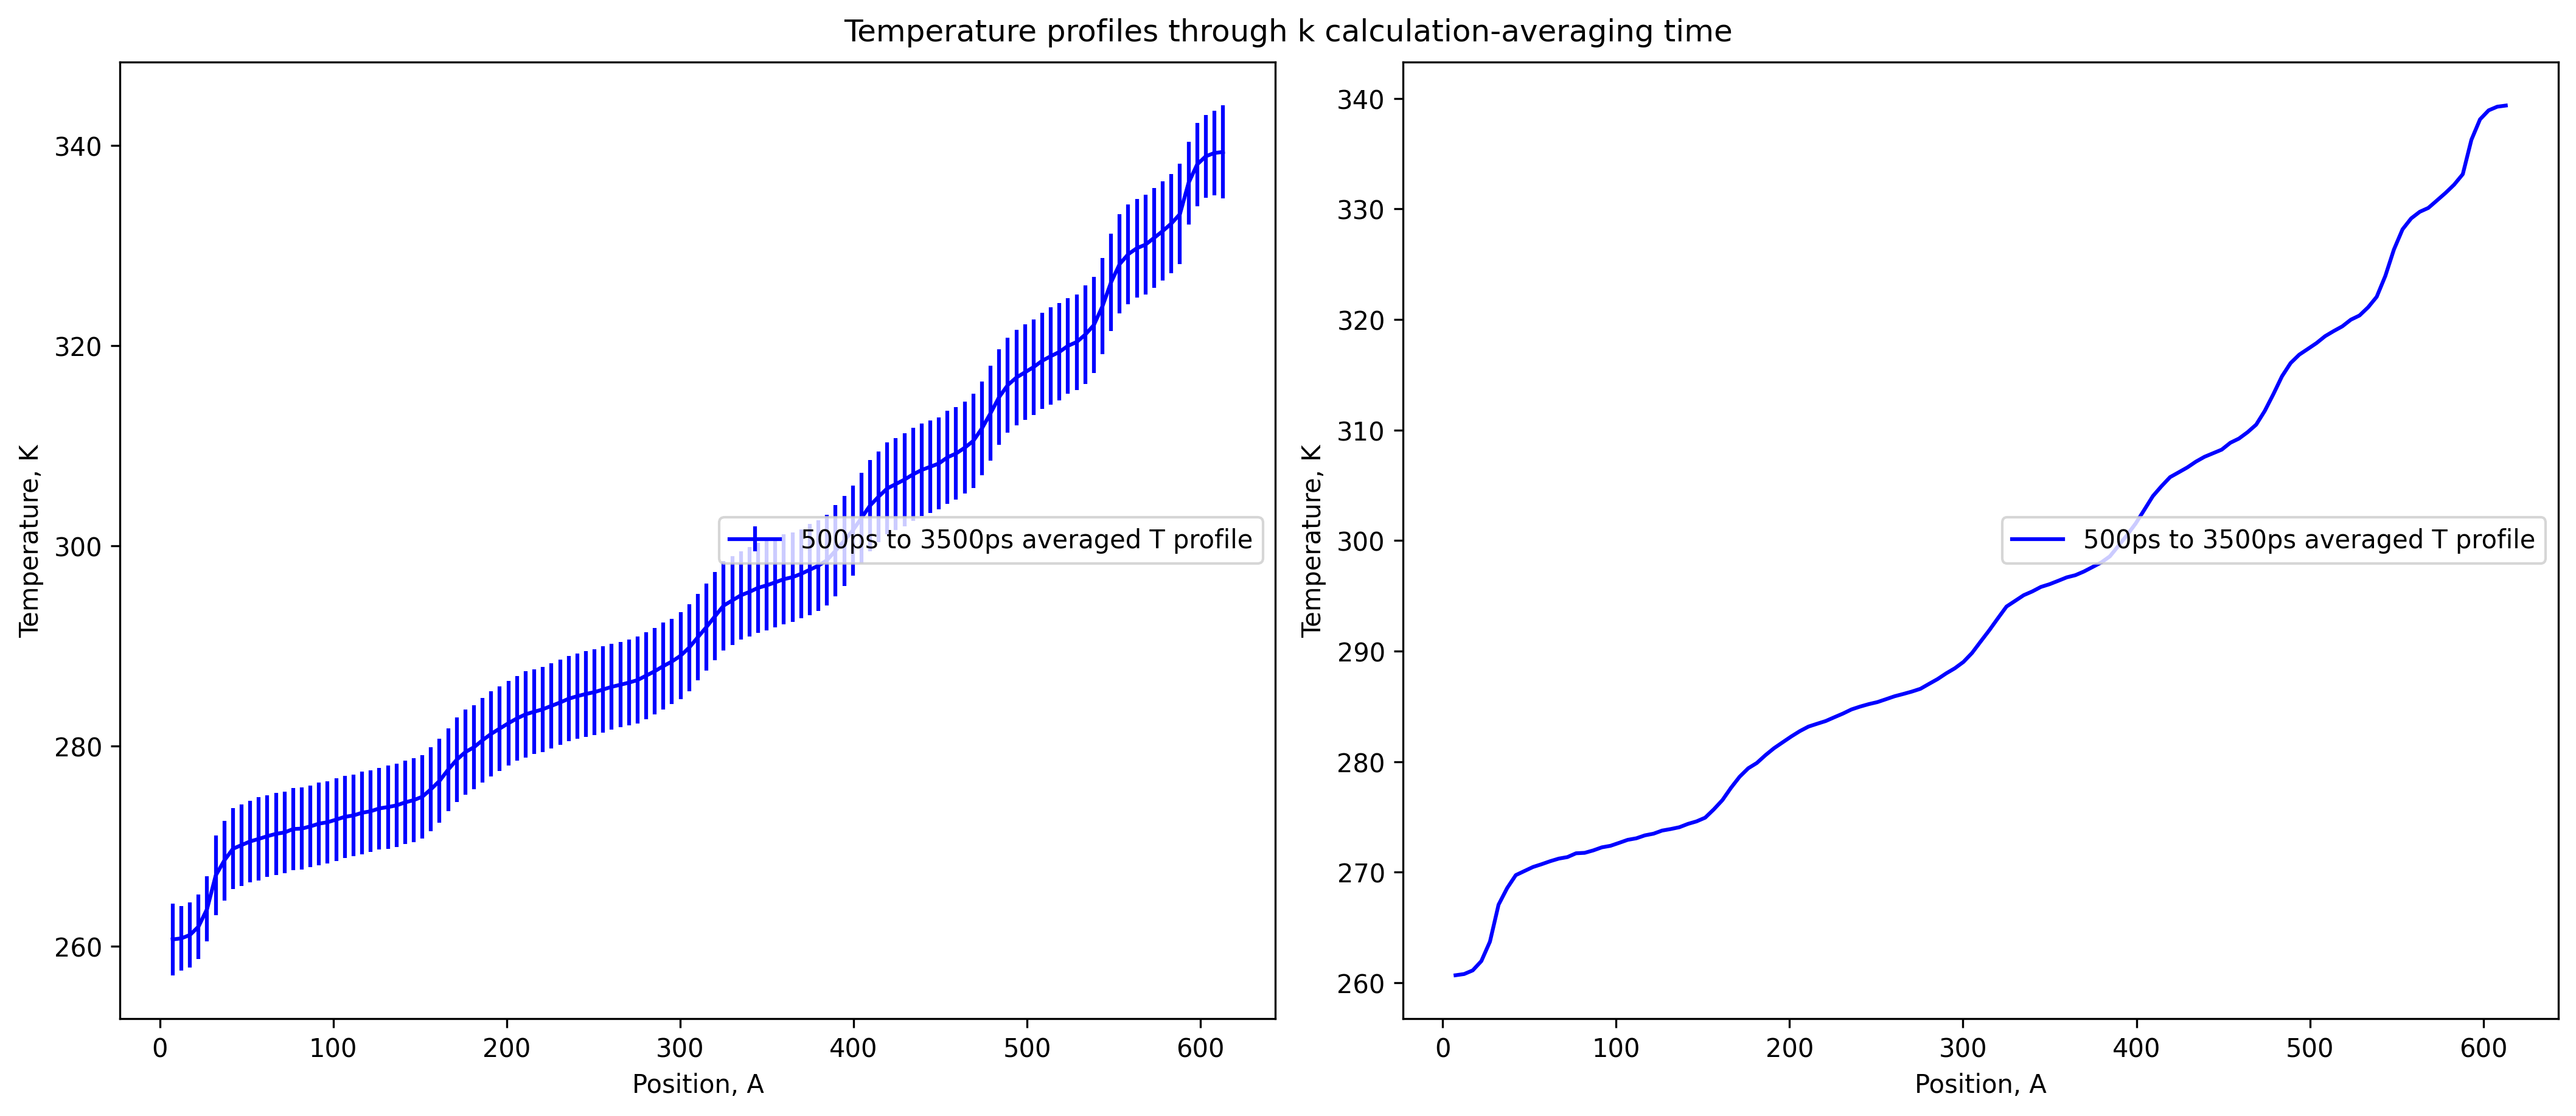 Temperature profiles through k calculation-averaging time
Temperature, K
340
320
300
280
260
500ps to 3500ps averaged T profile
0 100 200 300 400 500 600
Position, A
Temperature, K
340
330
320
310
300
290
280
270
260
500ps to 3500ps averaged T profile
0 100 200 300 400 500 600
Position, A